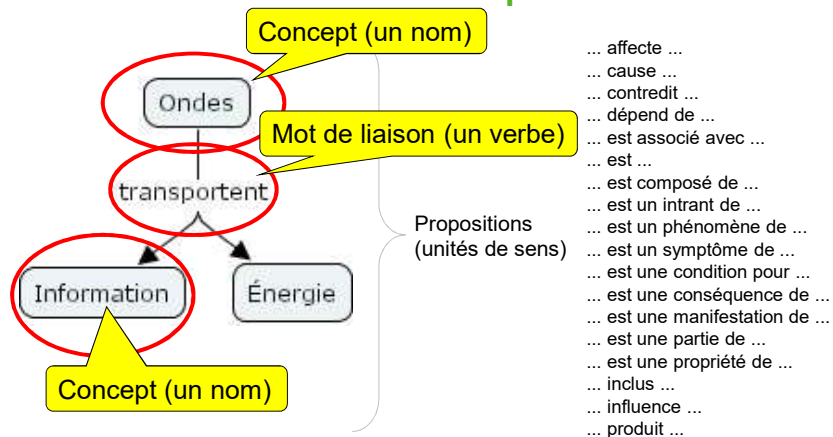 Concept (un nom)
Ondes
Mot de liaison (un verbe)
transportent
Information
Énergie
Concept (un nom)
Propositions
(unités de sens)
... affecte ...
... cause ...
... contredit ...
... dépend de ...
... est associé avec ...
... est ...
... est composé de ...
... est un intrant de ...
... est un phénomène de ...
... est un symptôme de ...
... est une condition pour ...
... est une conséquence de ...
... est une manifestation de ...
... est une partie de ...
... est une propriété de ...
... inclus ...
... influence ...
... produit ...